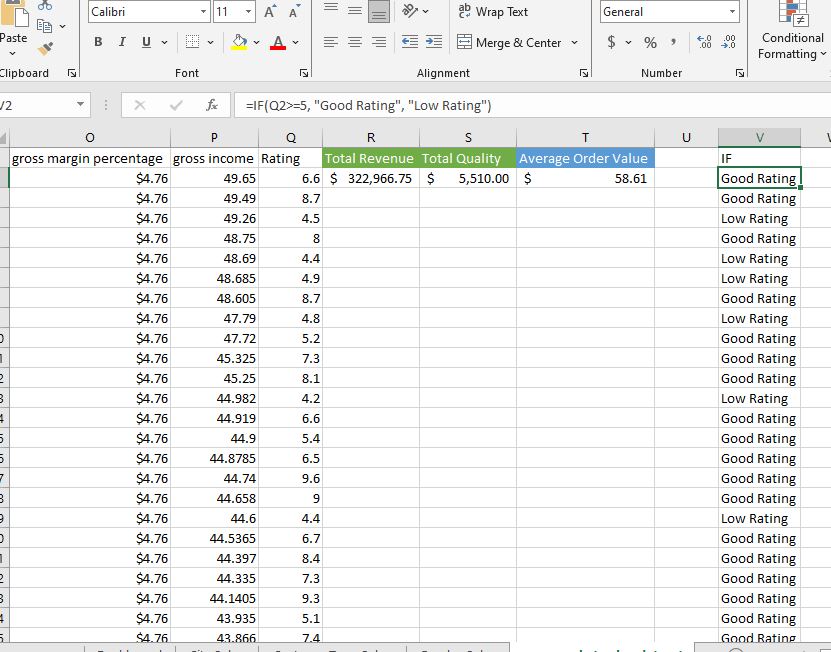 Calibri 11 A A ab Wrap Text General
Paste B I U A Merge & Center $ % , Conditional
Formatting
Clipboard Font Alignment Number
V2 fx =IF(Q2>=5, "Good Rating", "Low Rating")
O P Q R S T U V
gross margin percentage gross income Rating Total Revenue Total Quality Average Order Value IF
$4.76 49.65 6.6 $ 322,966.75 $ 5,510.00 $ 58.61 Good Rating
$4.76 49.49 8.7 Good Rating
$4.76 49.26 4.5 Low Rating
$4.76 48.75 8 Good Rating
$4.76 48.69 4.4 Low Rating
$4.76 48.685 4.9 Low Rating
$4.76 48.605 8.7 Good Rating
$4.76 47.79 4.8 Low Rating
$4.76 47.72 5.2 Good Rating
$4.76 45.325 7.3 Good Rating
$4.76 45.25 8.1 Good Rating
$4.76 44.982 4.2 Low Rating
$4.76 44.919 6.6 Good Rating
$4.76 44.9 5.4 Good Rating
$4.76 44.8785 6.5 Good Rating
$4.76 44.74 9.6 Good Rating
$4.76 44.658 9 Good Rating
$4.76 44.6 4.4 Low Rating
$4.76 44.5365 6.7 Good Rating
$4.76 44.397 8.4 Good Rating
$4.76 44.335 7.3 Good Rating
$4.76 44.1405 9.3 Good Rating
$4.76 43.935 5.1 Good Rating
$4.76 43.866 7.4 Good Rating